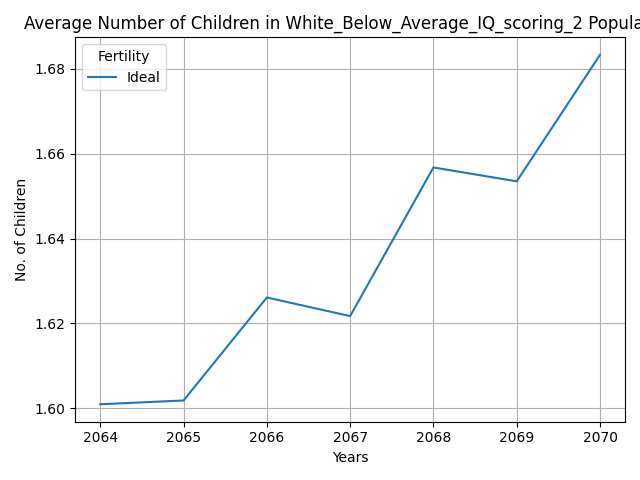 Average Number of Children in White_Below_Average_IQ_scoring_2 Popula
Fertility
Ideal
No. of Children
1.68
1.66
1.64
1.62
1.60
2064 2065 2066 2067 2068 2069 2070
Years